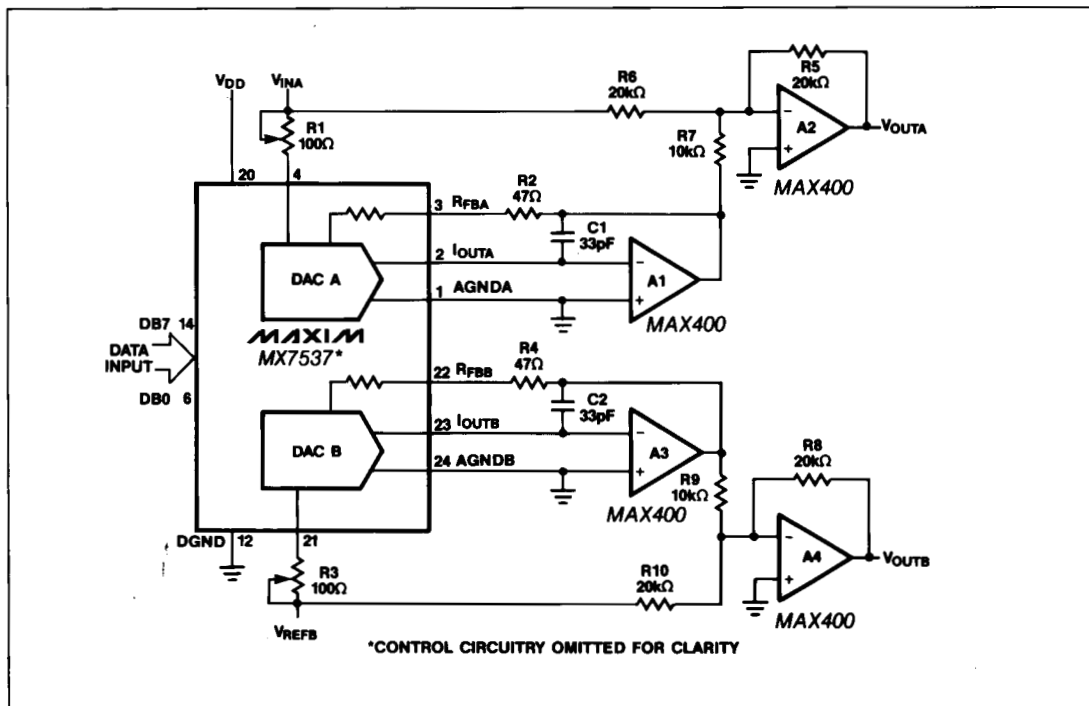 VDD
VINA
R1
100Ω
R6
20kΩ
R5
20kΩ
A2
VOUTA
MAX400
R7
10kΩ
20
4
3 RFBA
R2
47Ω
C1
33pF
2 IOUTA
A1
1 AGNDA
MAX400
DAC A
MAXIM
MX7537*
DB7 14
DATA
INPUT
DB0 6
22 RFBB
R4
47Ω
C2
33pF
23 IOUTB
A3
24 AGNDB
MAX400
DAC B
R9
10kΩ
R8
20kΩ
A4
VOUTB
MAX400
DGND 12
21
R3
100Ω
R10
20kΩ
VREFB
*CONTROL CIRCUITRY OMITTED FOR CLARITY